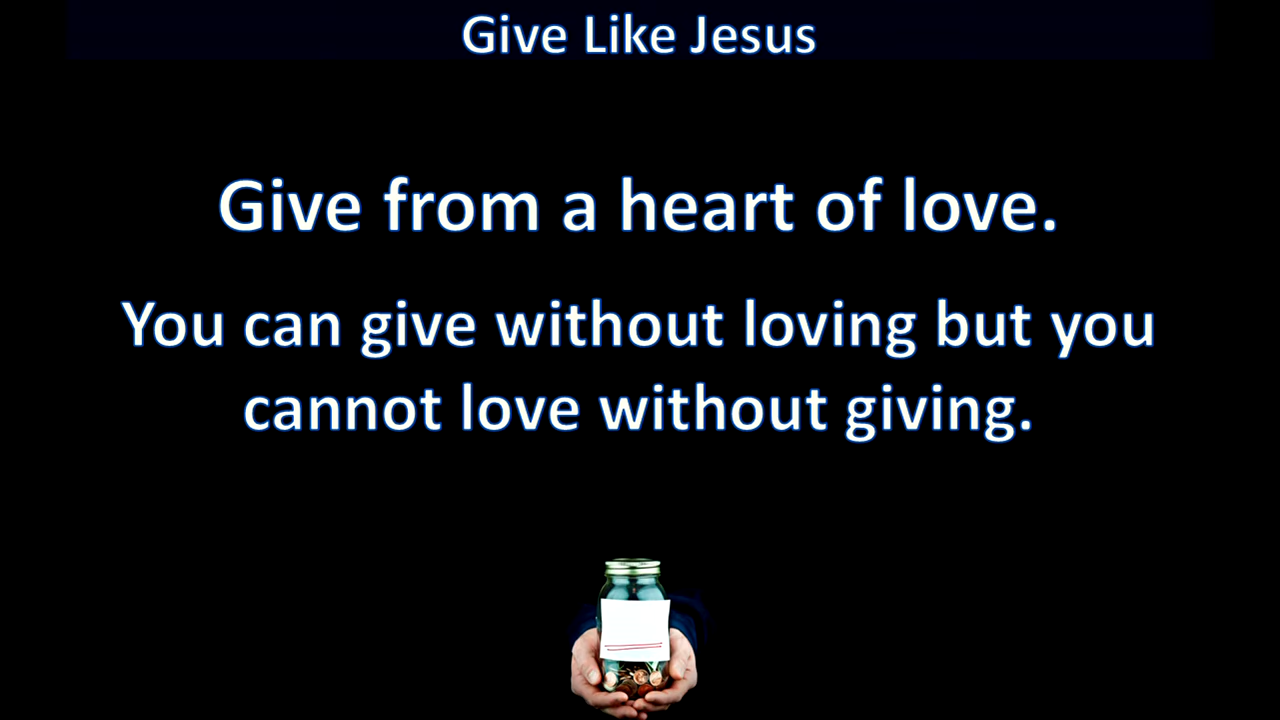 Give Like Jesus
Give from a heart of love.
You can give without loving but you
cannot love without giving.